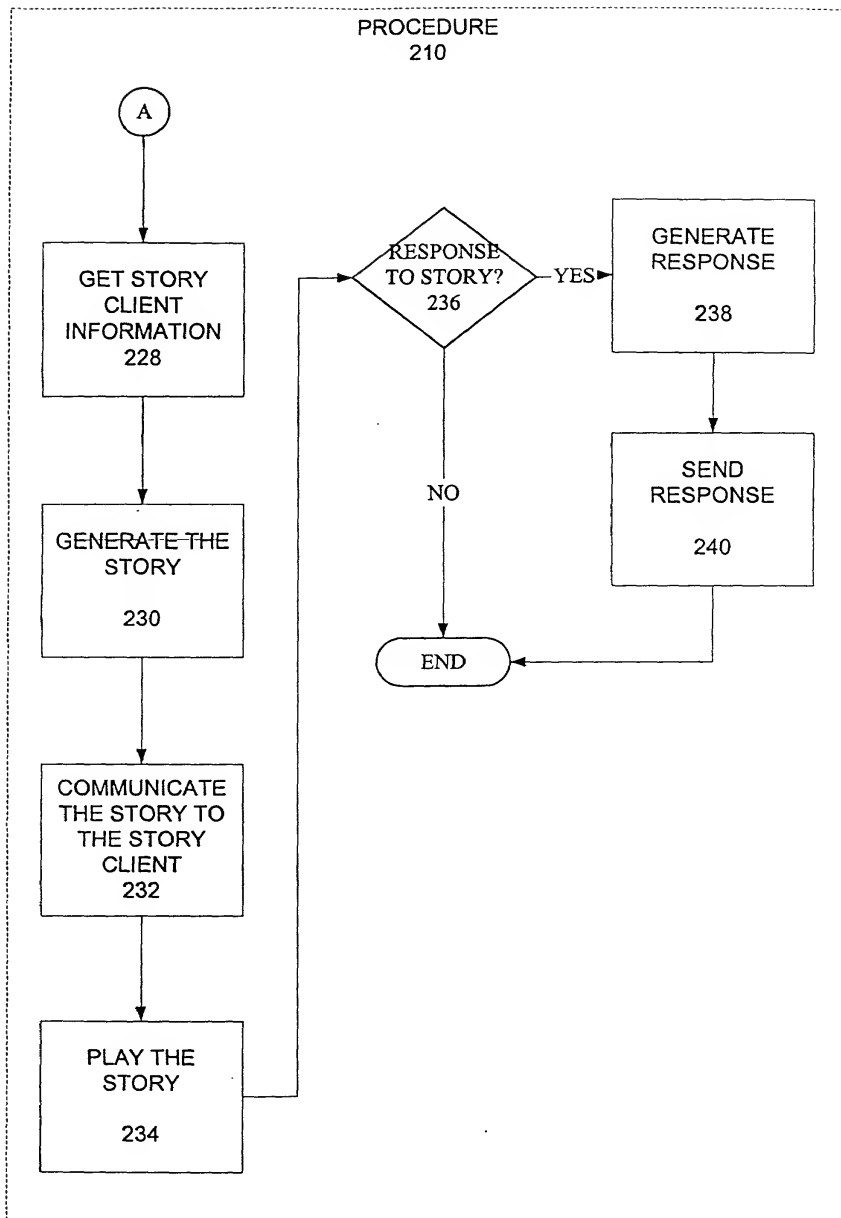 PROCEDURE
210
A
GET STORY
CLIENT
INFORMATION
228
GENERATE THE
STORY
230
COMMUNICATE
THE STORY TO
THE STORY
CLIENT
232
PLAY THE
STORY
234
RESPONSE
TO STORY?
236
YES
NO
GENERATE
RESPONSE
238
SEND
RESPONSE
240
END